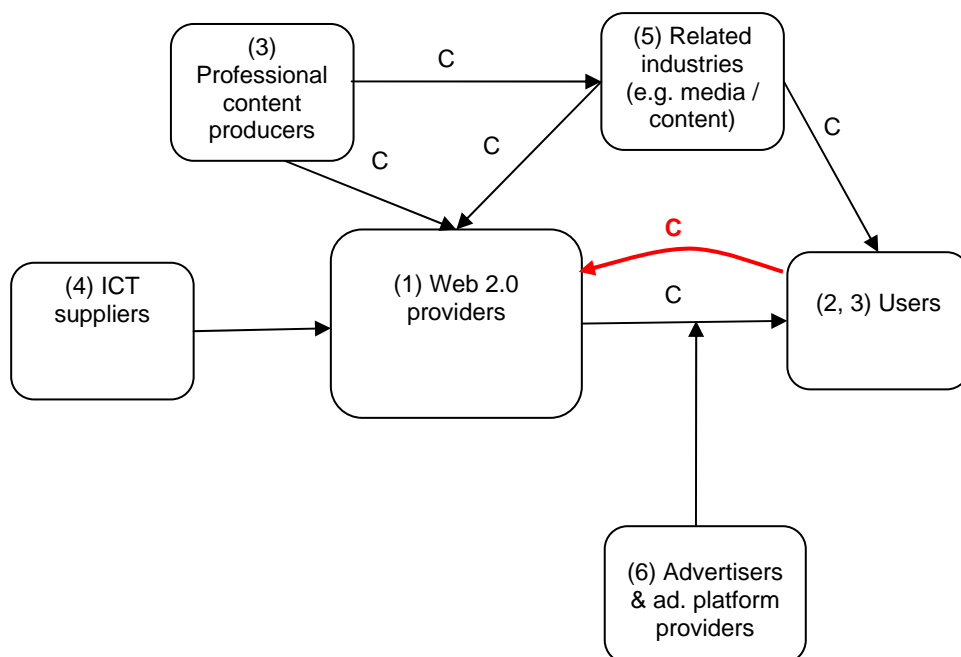 (3)
Professional
content
producers
C
(5) Related
industries
(e.g. media /
content)
C
C
C
C
(4) ICT
suppliers
(1) Web 2.0
providers
C
(2, 3) Users
(6) Advertisers
& ad. platform
providers